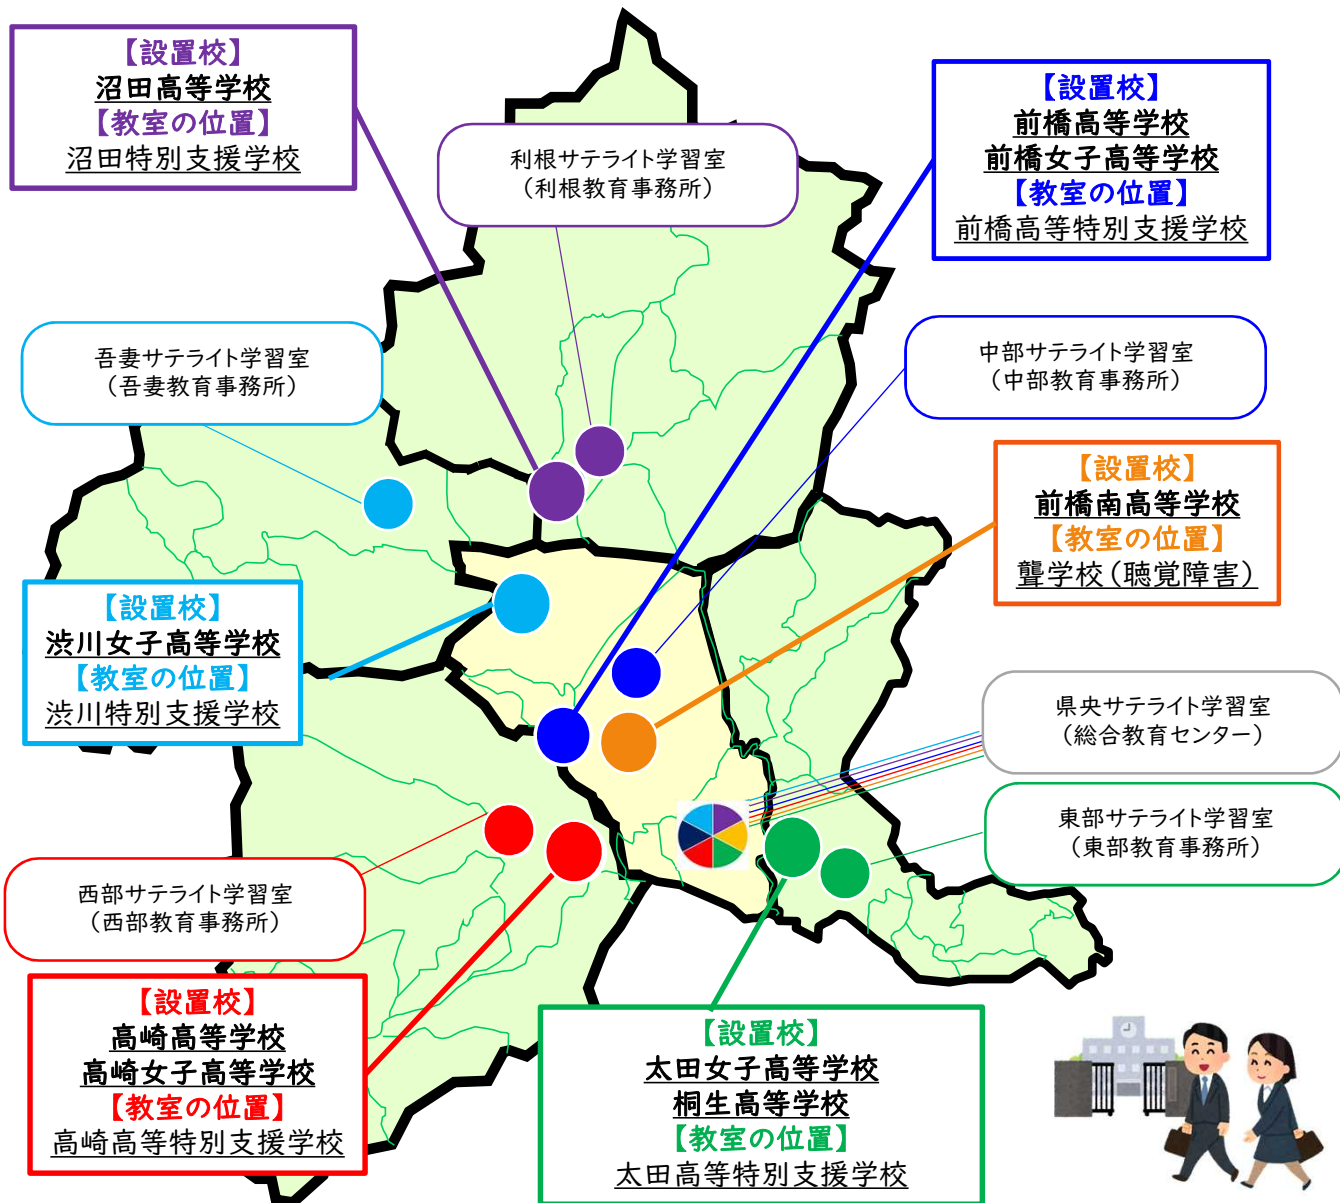 【設置校】
沼田高等学校
【教室の位置】
沼田特別支援学校
利根サテライト学習室
（利根教育事務所）
【設置校】
前橋高等学校
前橋女子高等学校
【教室の位置】
前橋高等特別支援学校
吾妻サテライト学習室
（吾妻教育事務所）
中部サテライト学習室
（中部教育事務所）
【設置校】
前橋南高等学校
【教室の位置】
聾学校（聴覚障害）
【設置校】
渋川女子高等学校
【教室の位置】
渋川特別支援学校
県央サテライト学習室
（総合教育センター）
東部サテライト学習室
（東部教育事務所）
西部サテライト学習室
（西部教育事務所）
【設置校】
高崎高等学校
高崎女子高等学校
【教室の位置】
高崎高等特別支援学校
【設置校】
太田女子高等学校
桐生高等学校
【教室の位置】
太田高等特別支援学校